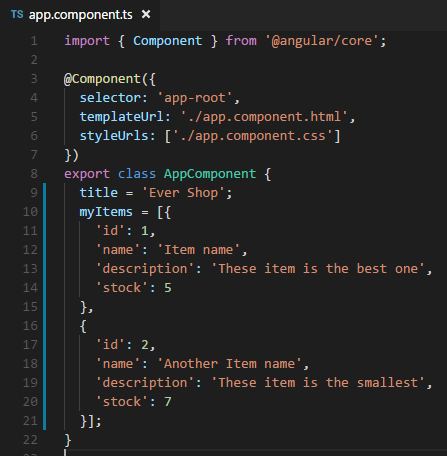 TS app.component.ts ×
1 import { Component } from '@angular/core';
2
3 @Component({
4   selector: 'app-root',
5   templateUrl: './app.component.html',
6   styleUrls: ['./app.component.css']
7 })
8 export class AppComponent {
9   title = 'Ever Shop';
10   myItems = [{
11     'id': 1,
12     'name': 'Item name',
13     'description': 'These item is the best one',
14     'stock': 5
15   },
16   {
17     'id': 2,
18     'name': 'Another Item name',
19     'description': 'These item is the smallest',
20     'stock': 7
21   }];
22 }